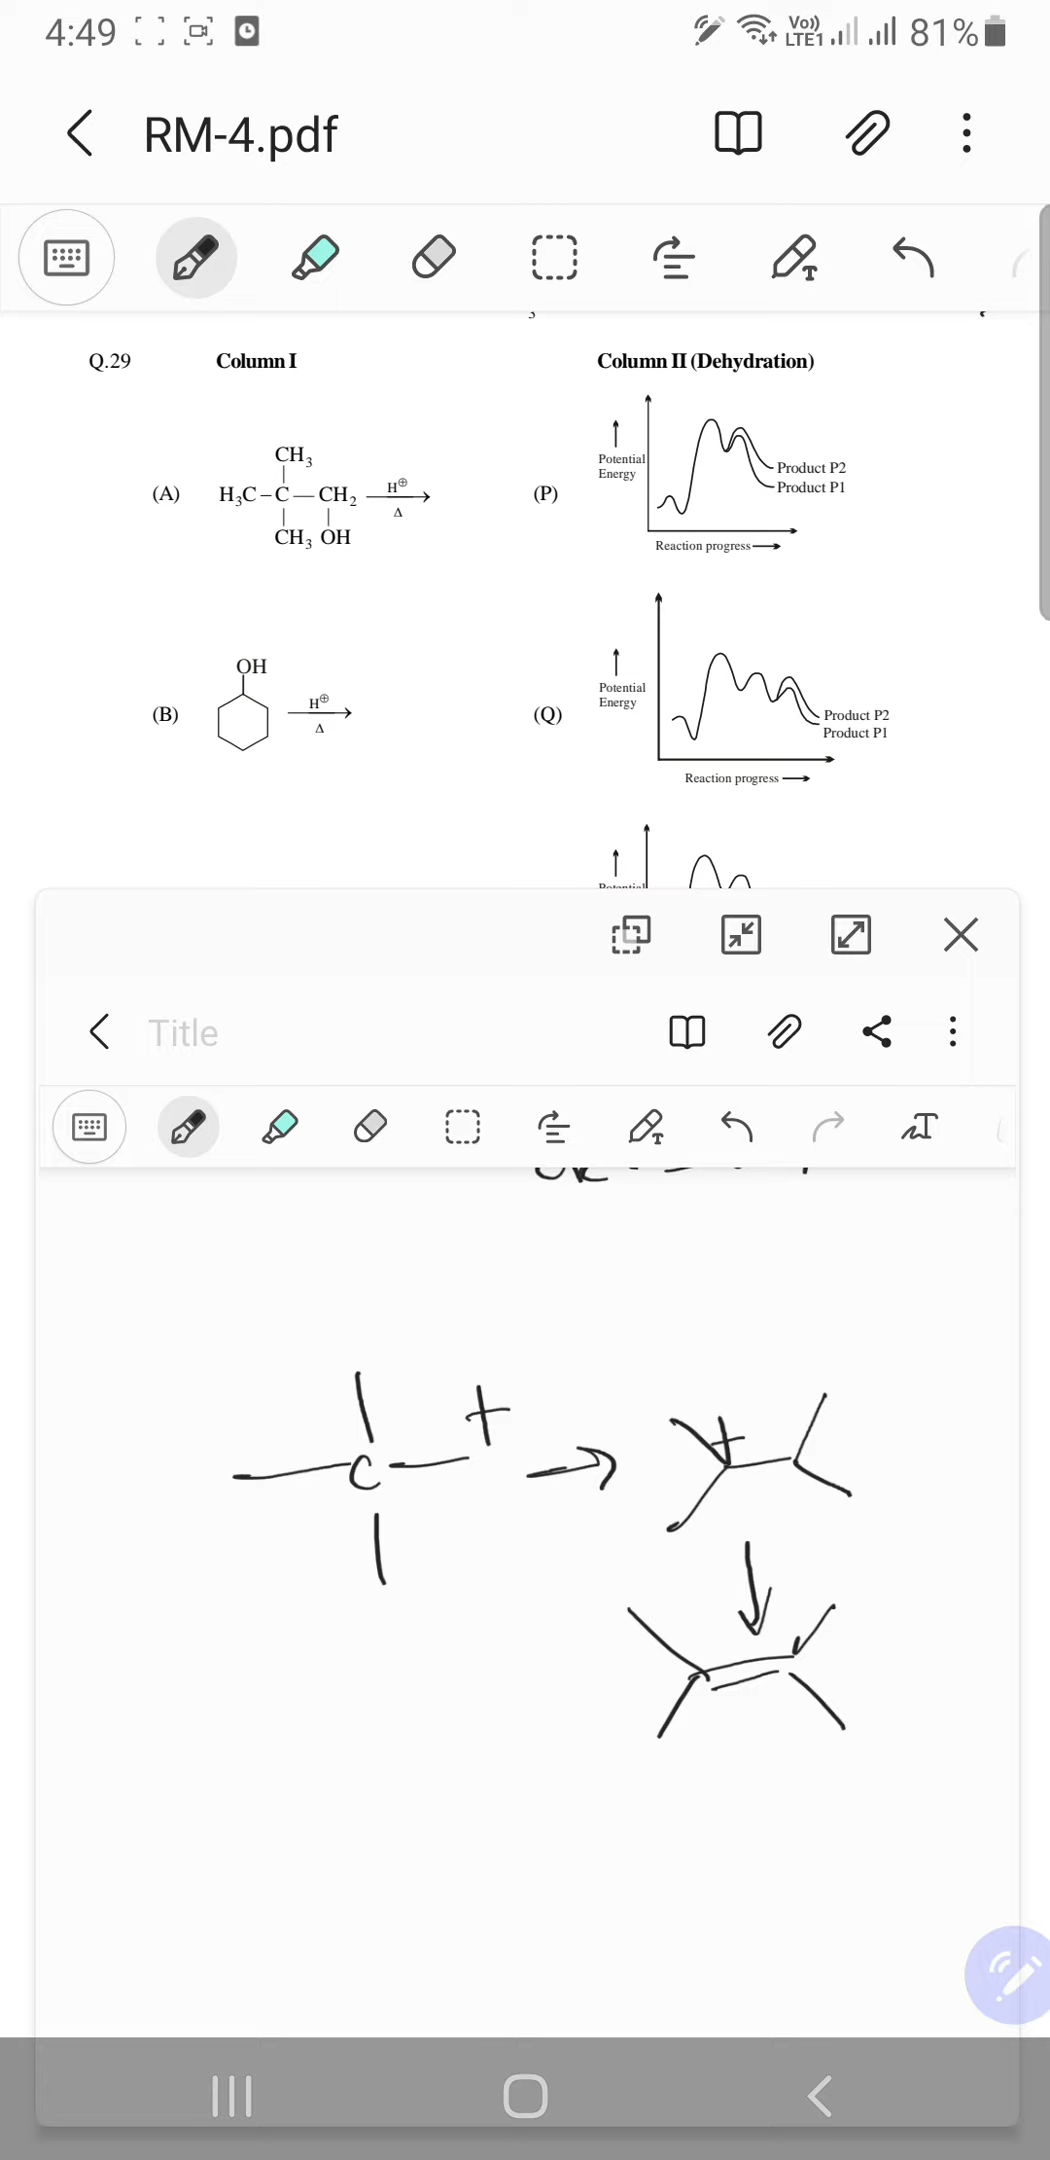 4:49 Vo)) LTE1 81%
RM-4.pdf
T
Q.29 Column I Column II (Dehydration)
(A) CH₃
H₃C–C—CH₂ H⊕ Δ
CH₃ OH
(P) Potential Energy
Product P2
Product P1
Reaction progress
(B) OH
H⊕ Δ
(Q) Potential Energy
Product P2
Product P1
Reaction progress
Title
T T
+ +
C